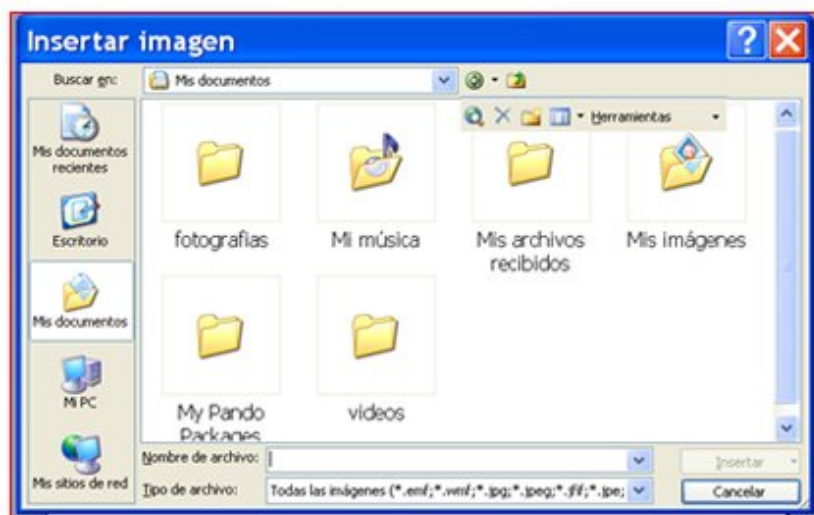 Insertar imagen
Buscar en:
Mis documentos
Herramientas
Mis documentos
recientes
Escritorio
Mis documentos
Mi PC
Mis sitios de red
fotografias
Mi música
Mis archivos
recibidos
Mis imágenes
My Pando
Packages
videos
Nombre de archivo:
Insertar
Tipo de archivo:
Todas las imágenes (*.emf;*.wmf;*.jpg;*.jpeg;*.jfif;*.jpe;
Cancelar